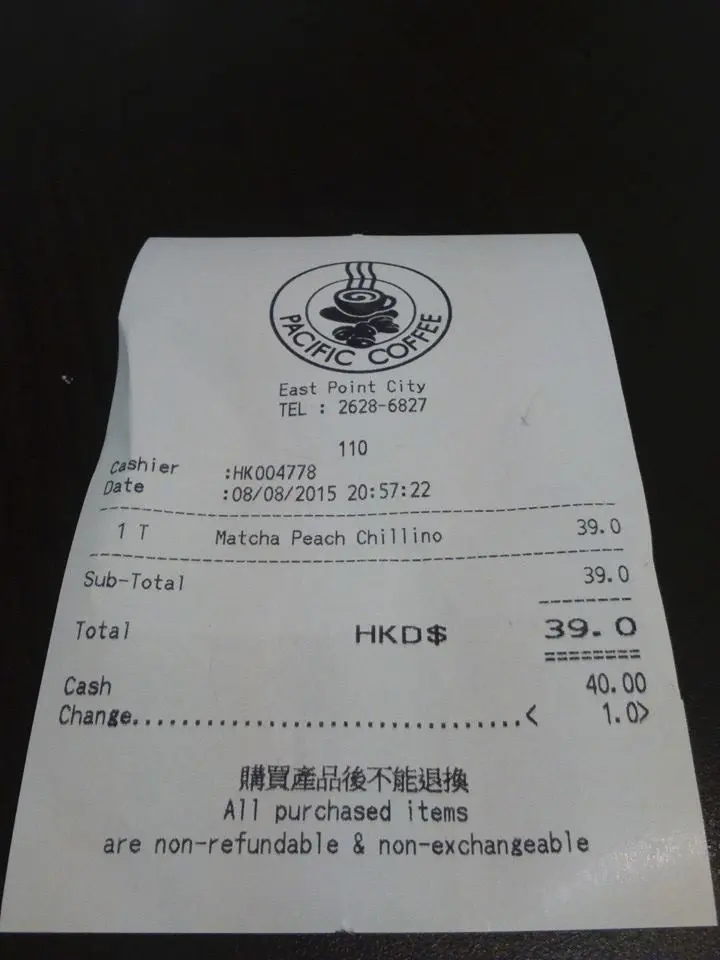 PACIFIC COFFEE
East Point City
TEL : 2628-6827
110
Cashier :HK004778
Date :08/08/2015 20:57:22
1 T Matcha Peach Chillino 39.0
Sub-Total 39.0
Total HKD$ 39.0
Cash 40.00
Change.................................< 1.0>
購買產品後不能退換
All purchased items
are non-refundable & non-exchangeable